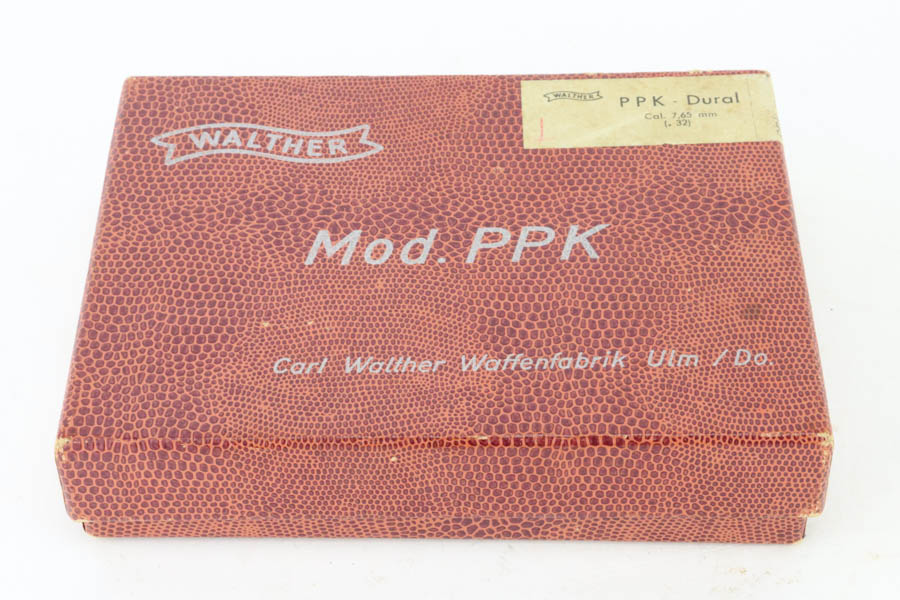 WALTHER
WALTHER
PPK - Dural
Cal. 7,65 mm
(. 32)
Mod. PPK
Carl Walther Waffenfabrik Ulm / Do